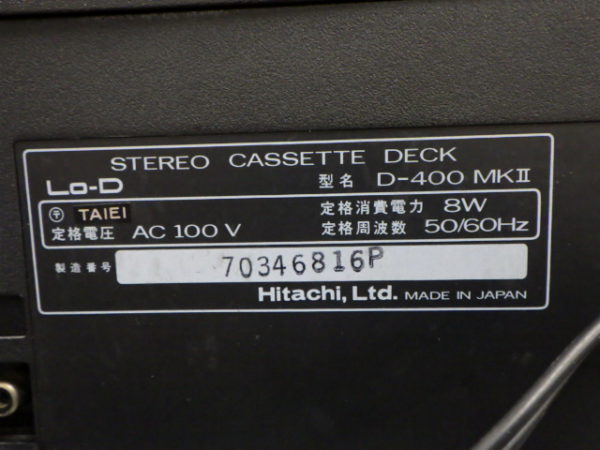 STEREO CASSETTE DECK
Lo-D 型名 D-400 MKII
〒 TAIEI 定格消費電力 8W
定格電圧 AC 100 V 定格周波数 50/60Hz
製造番号 70346816P
Hitachi, Ltd. MADE IN JAPAN